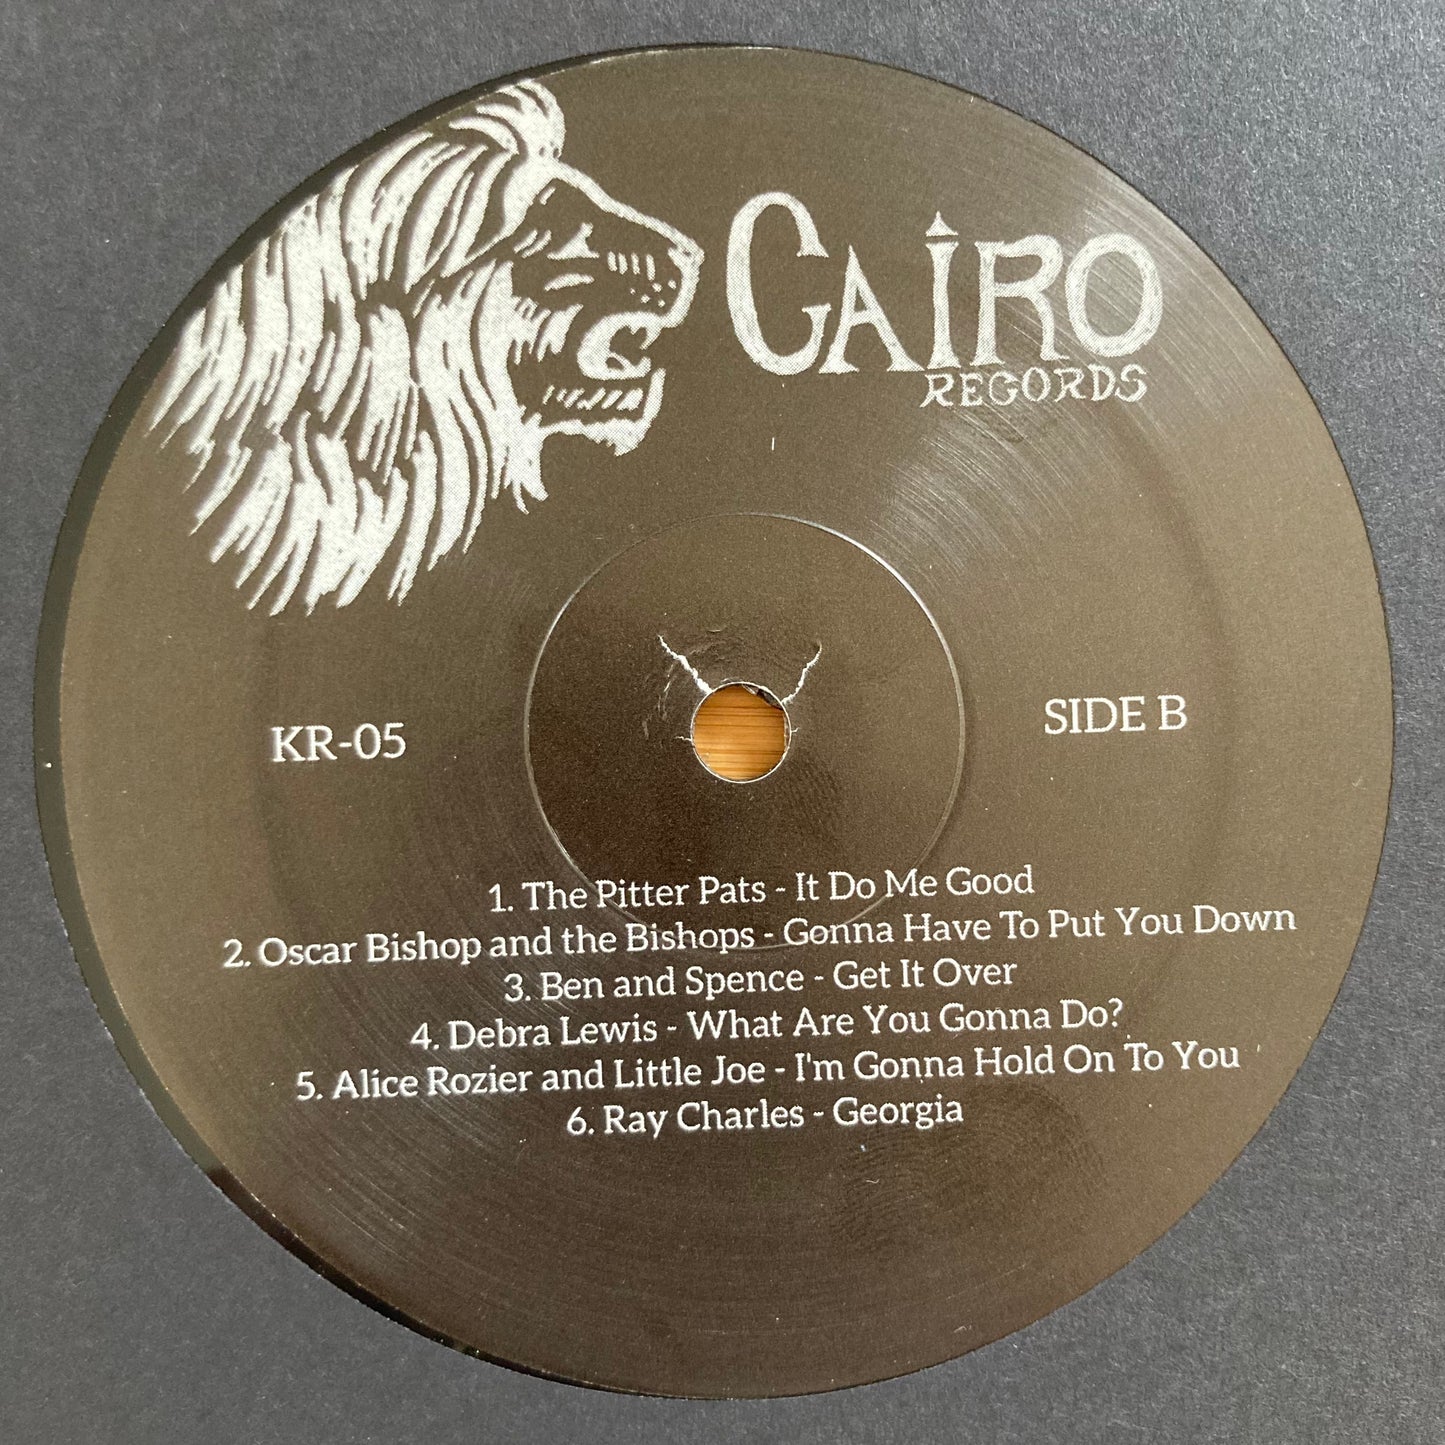 CAIRO
RECORDS
KR-05
SIDE B
1. The Pitter Pats - It Do Me Good
2. Oscar Bishop and the Bishops - Gonna Have To Put You Down
3. Ben and Spence - Get It Over
4. Debra Lewis - What Are You Gonna Do?
5. Alice Rozier and Little Joe - I'm Gonna Hold On To You
6. Ray Charles - Georgia